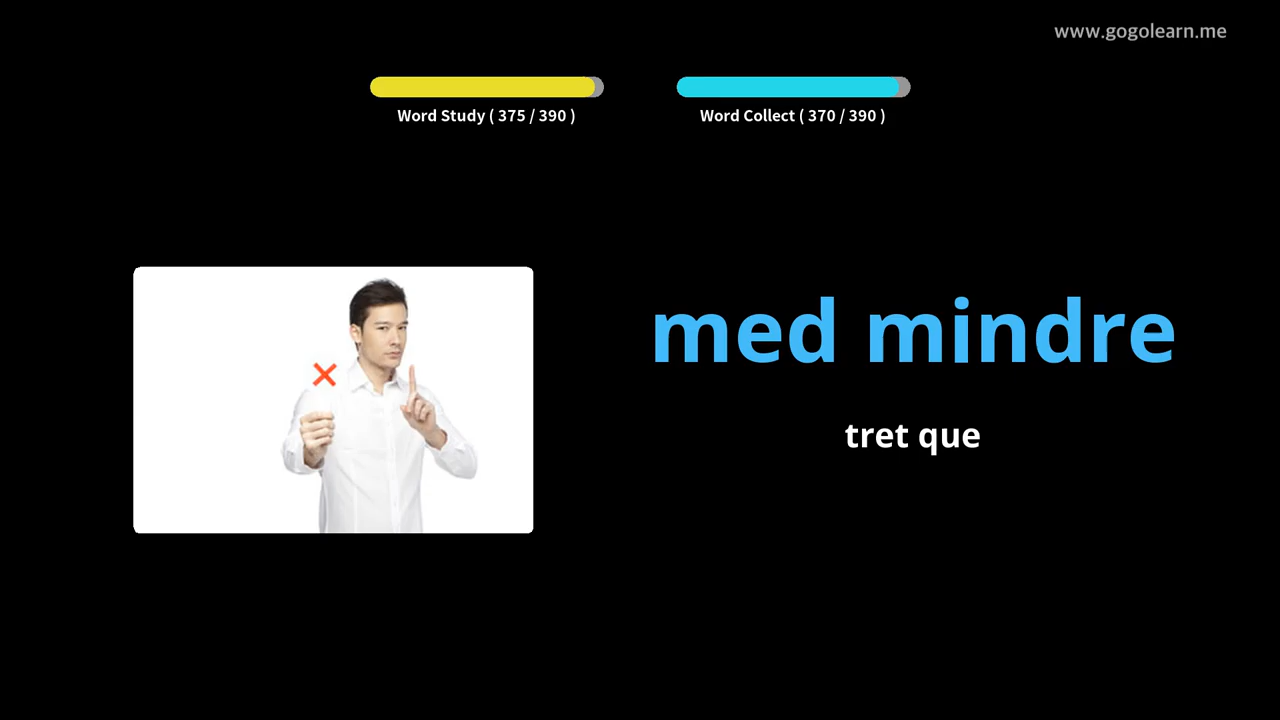 www.gogolearn.me
Word Study ( 375 / 390 )
Word Collect ( 370 / 390 )
med mindre
tret que